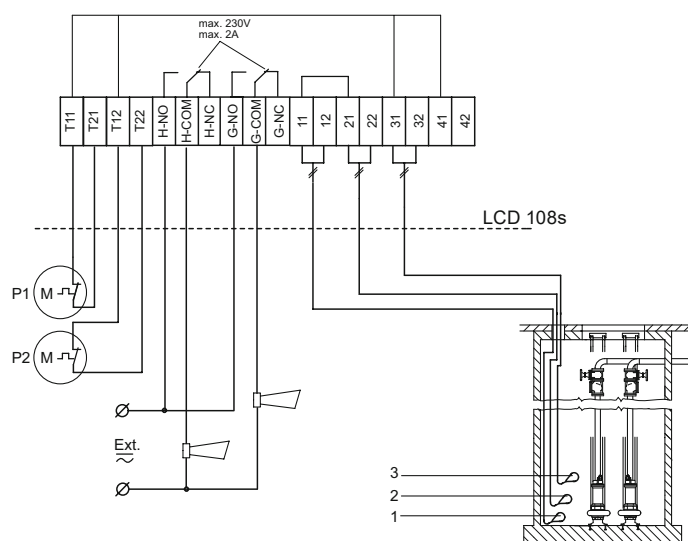 max. 230V
max. 2A
T11 T21 T12 T22 H-NO H-COM H-NC G-NO G-COM G-NC 11 12 21 22 31 32 41 42
LCD 108s
P1 M
P2 M
Ext.
3
2
1